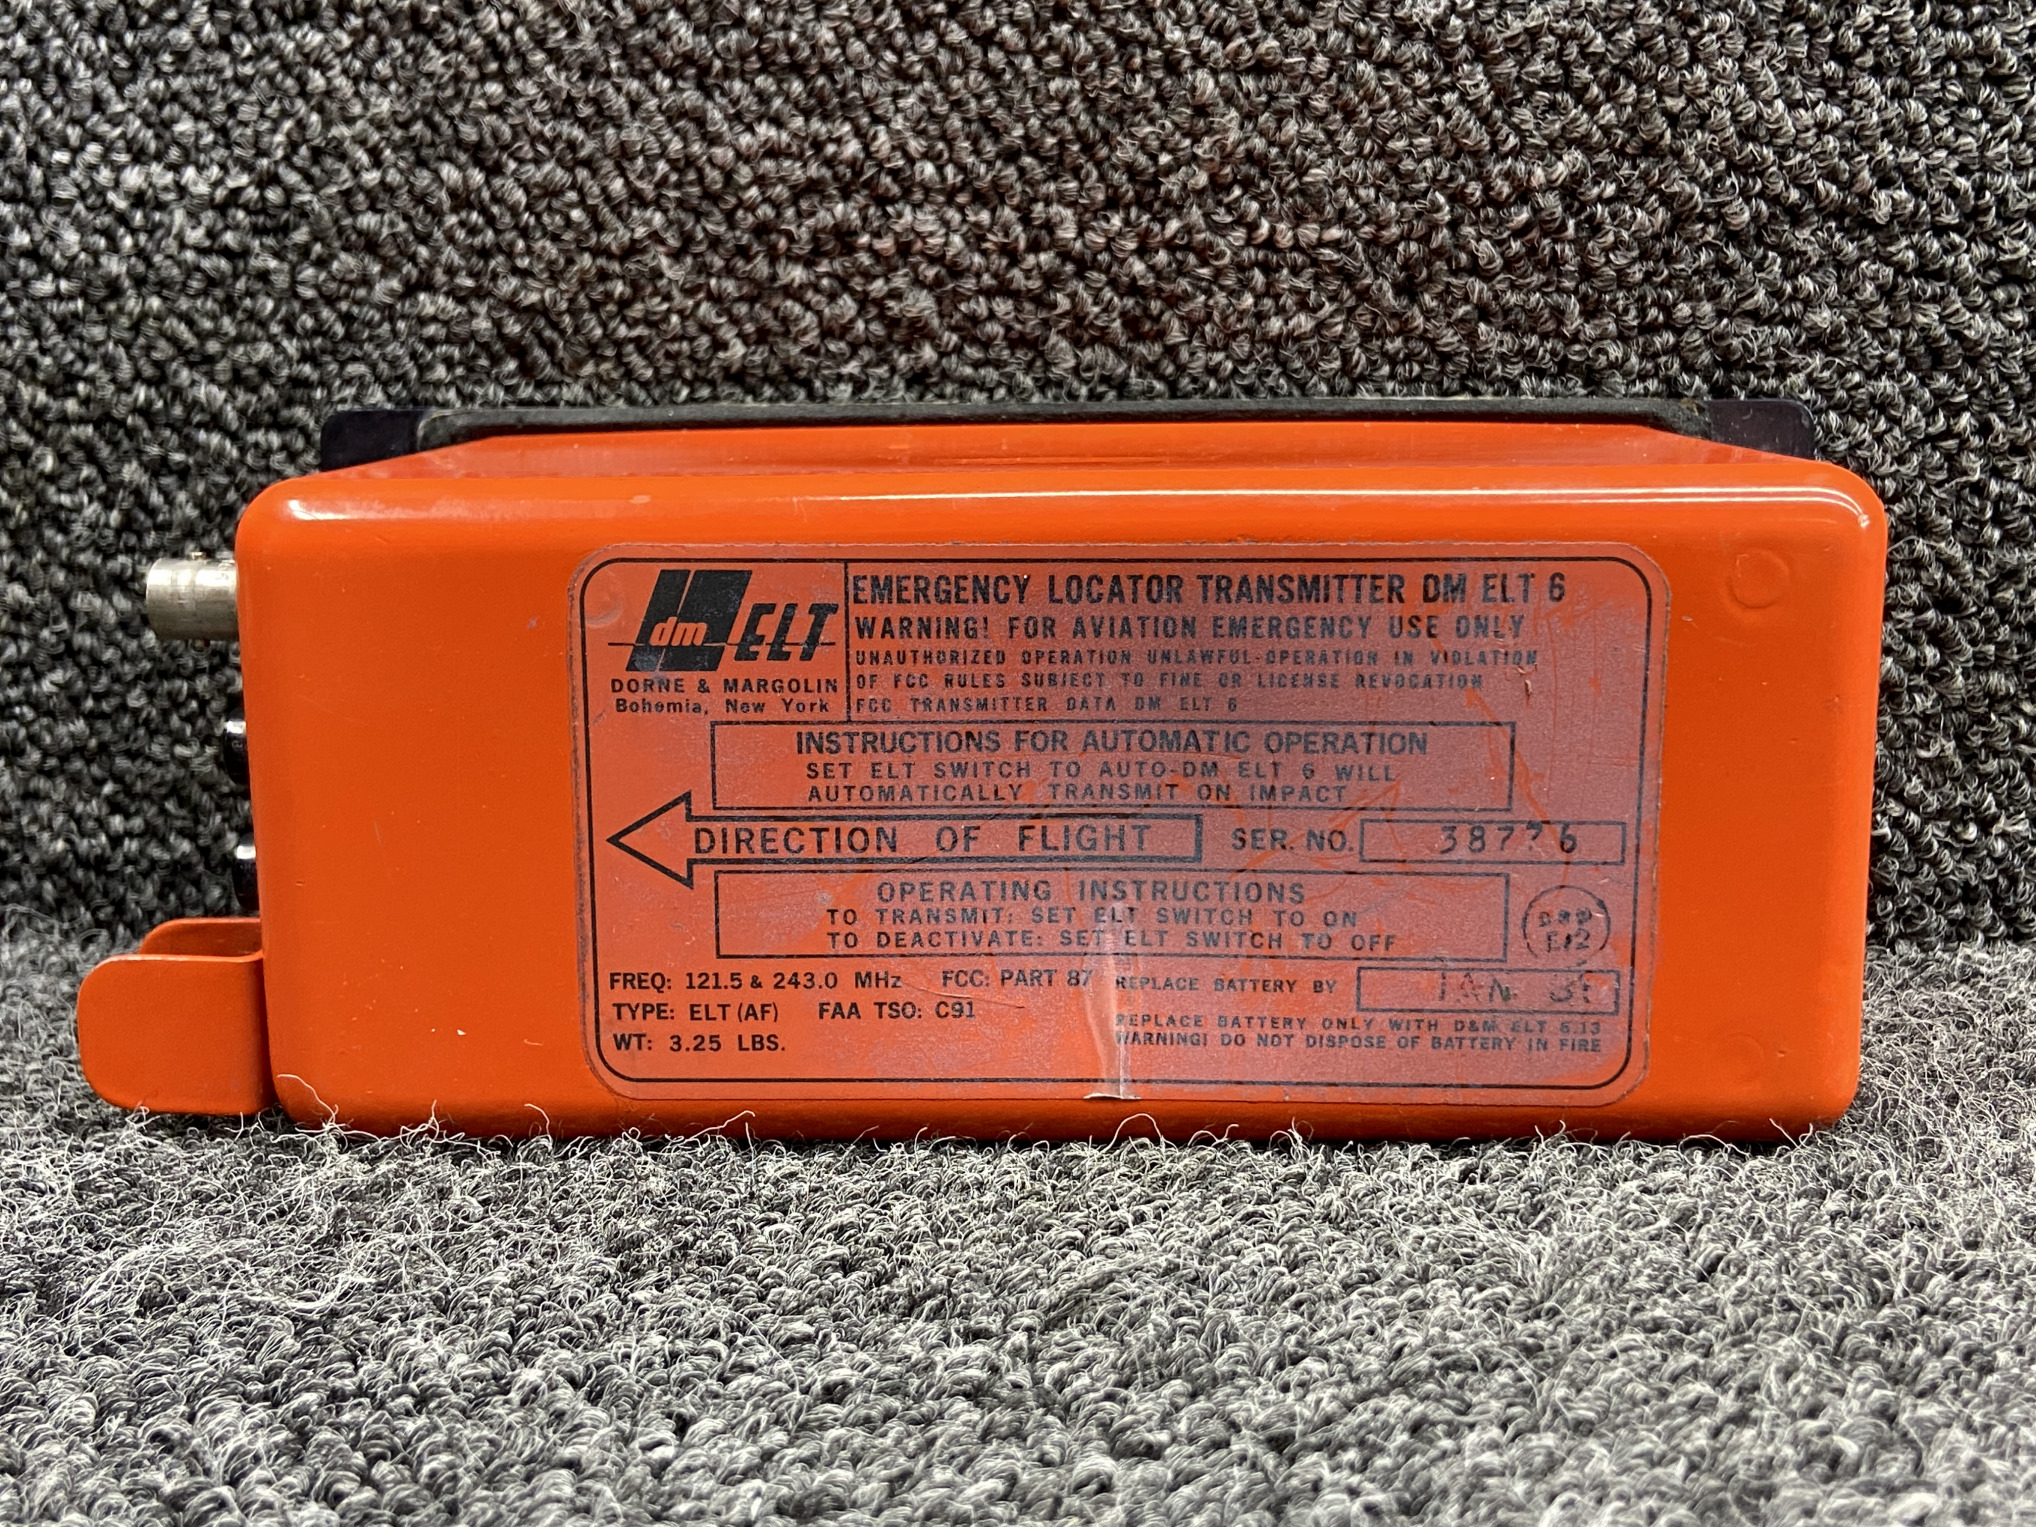 dm ELT
DORNE & MARGOLIN
Bohemia, New York
EMERGENCY LOCATOR TRANSMITTER DM ELT 6
WARNING! FOR AVIATION EMERGENCY USE ONLY
UNAUTHORIZED OPERATION UNLAWFUL-OPERATION IN VIOLATION
OF FCC RULES SUBJECT TO FINE OR LICENSE REVOCATION
FCC TRANSMITTER DATA DM ELT 6
INSTRUCTIONS FOR AUTOMATIC OPERATION
SET ELT SWITCH TO AUTO-DM ELT 6 WILL
AUTOMATICALLY TRANSMIT ON IMPACT
DIRECTION OF FLIGHT SER. NO. 38776
OPERATING INSTRUCTIONS
TO TRANSMIT: SET ELT SWITCH TO ON
TO DEACTIVATE: SET ELT SWITCH TO OFF
FREQ: 121.5 & 243.0 MHz FCC: PART 87 REPLACE BATTERY BY JAN
TYPE: ELT (AF) FAA TSO: C91
REPLACE BATTERY ONLY WITH D&M ELT 6.13
WT: 3.25 LBS. WARNING! DO NOT DISPOSE OF BATTERY IN FIRE